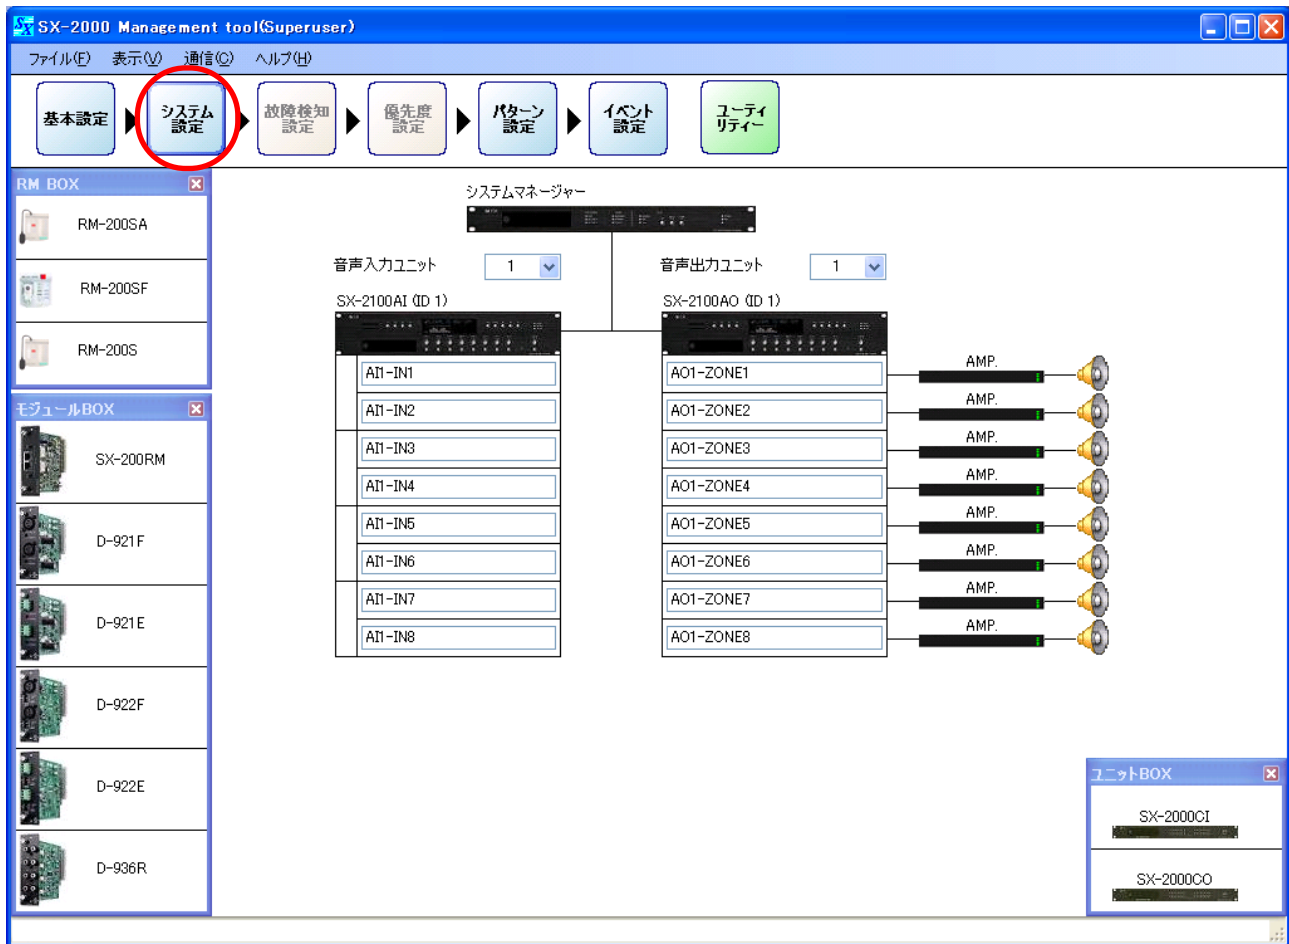 SX-2000 Management tool(Superuser)
ファイル(F) 表示(V) 通信(C) ヘルプ(H)
基本設定
システム
設定
故障検知
設定
優先度
設定
パターン
設定
イベント
設定
ユーティ
リティー
RM BOX
RM-200SA
RM-200SF
RM-200S
モジュールBOX
SX-200RM
D-921F
D-921E
D-922F
D-922E
D-936R
システムマネージャー
音声入力ユニット 1
SX-2100AI (ID 1)
AI1-IN1
AI1-IN2
AI1-IN3
AI1-IN4
AI1-IN5
AI1-IN6
AI1-IN7
AI1-IN8
音声出力ユニット 1
SX-2100AO (ID 1)
AO1-ZONE1
AO1-ZONE2
AO1-ZONE3
AO1-ZONE4
AO1-ZONE5
AO1-ZONE6
AO1-ZONE7
AO1-ZONE8
AMP.
AMP.
AMP.
AMP.
AMP.
AMP.
AMP.
AMP.
ユニットBOX
SX-2000CI
SX-2000CO